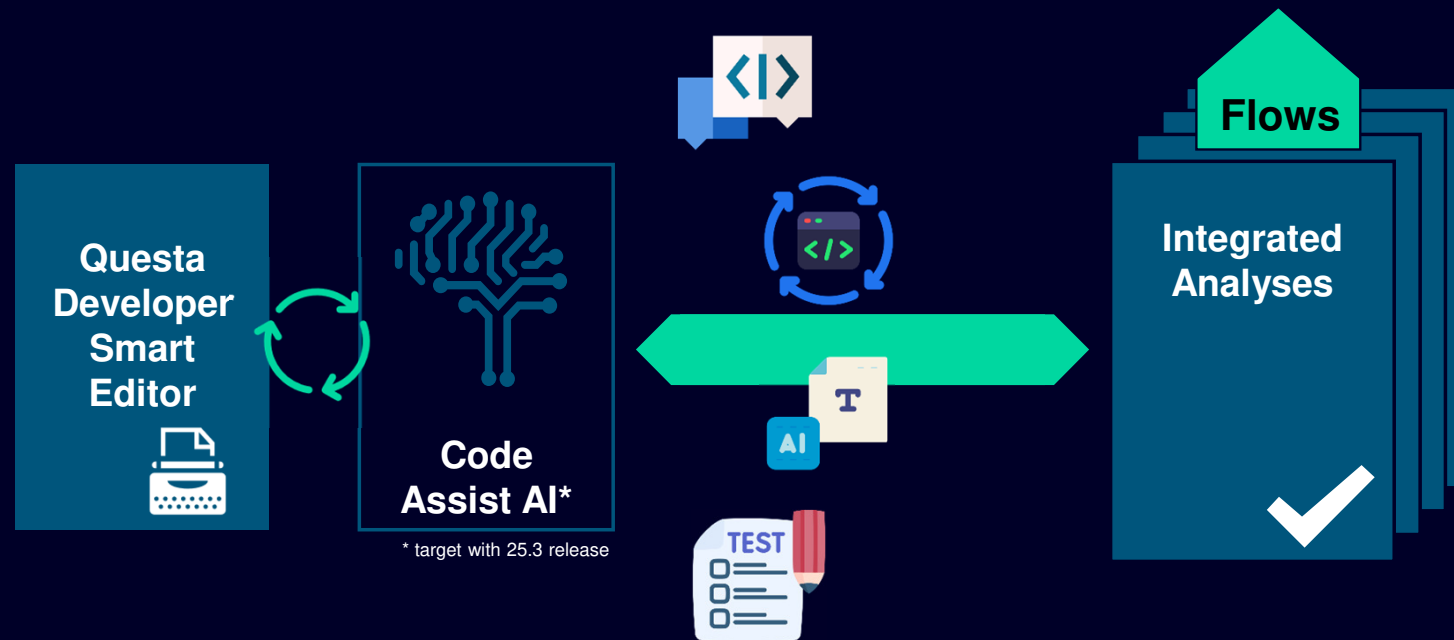 Flows
Questa
Developer
Smart
Editor
Code
Assist AI*
* target with 25.3 release
<|>
</>
T
AI
TEST
Integrated
Analyses